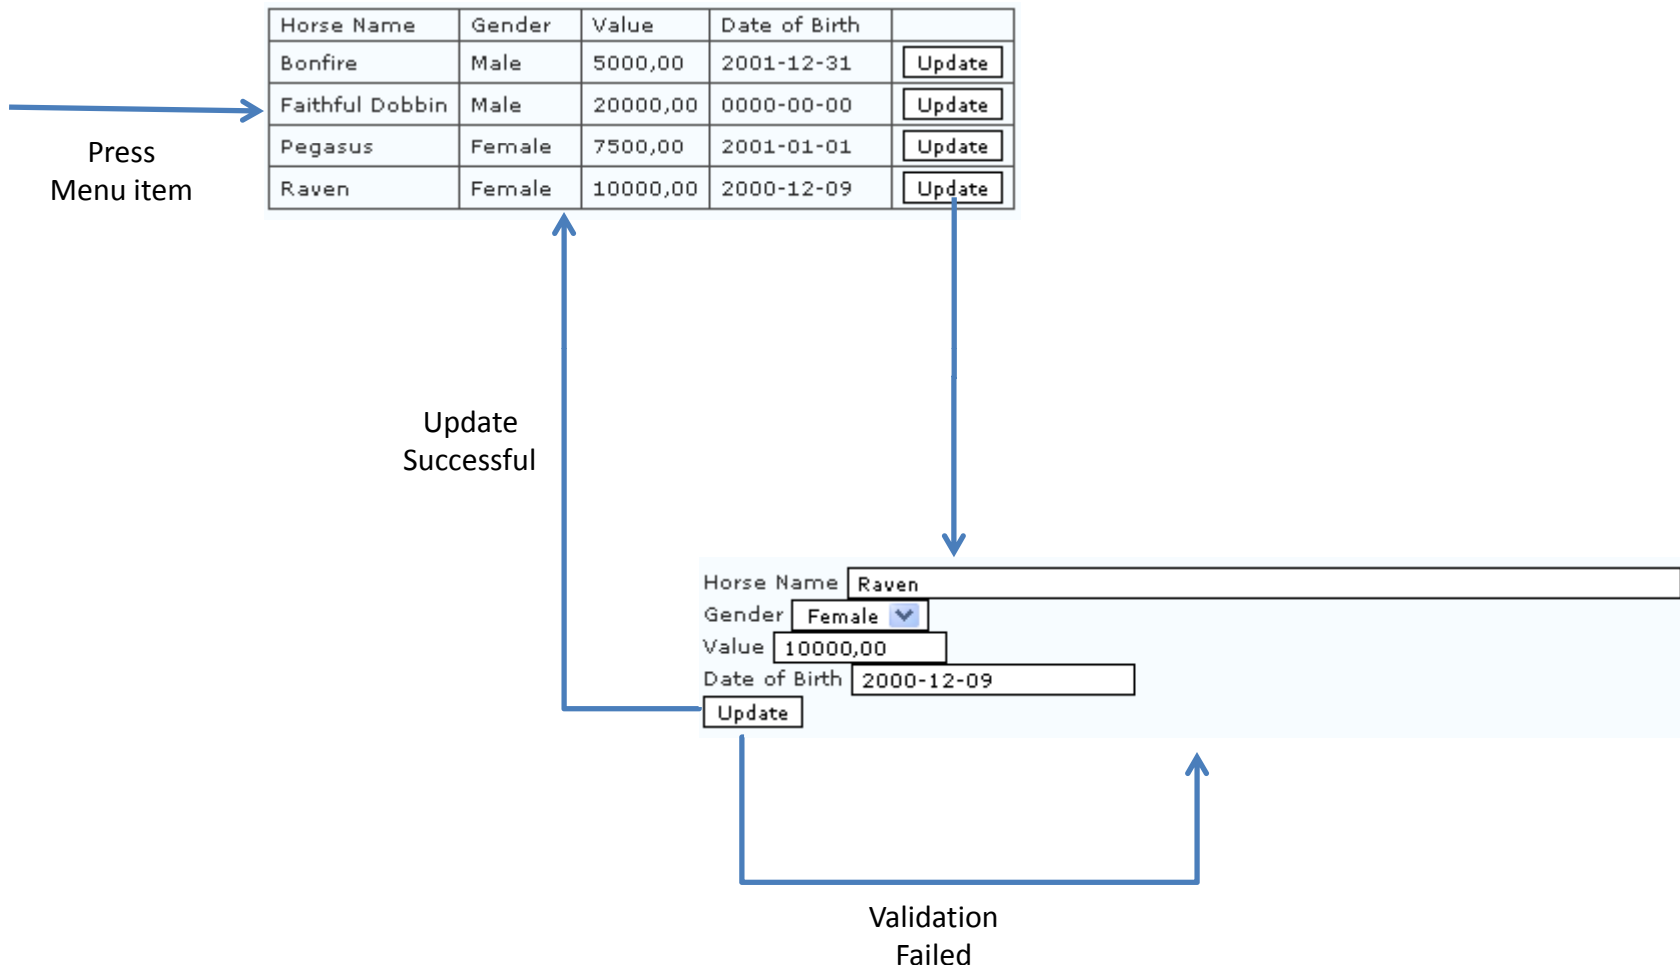 Horse Name Gender Value Date of Birth
Bonfire Male 5000,00 2001-12-31 Update
Faithful Dobbin Male 20000,00 0000-00-00 Update
Pegasus Female 7500,00 2001-01-01 Update
Raven Female 10000,00 2000-12-09 Update
Press
Menu item
Update
Successful
Horse Name Raven
Gender Female
Value 10000,00
Date of Birth 2000-12-09
Update
Validation
Failed